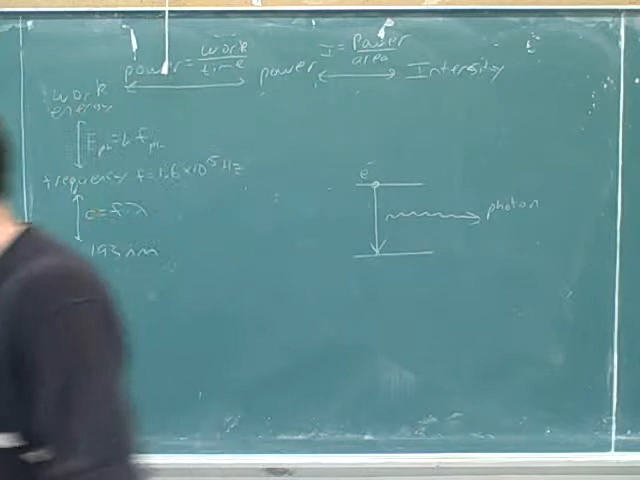 work energy
power = work/time
power
I = Power/area
Intensity
E_ph = h f_ph
frequency f = 1.6 × 10^15 Hz
c = fλ
193 nm
e⁻
photon